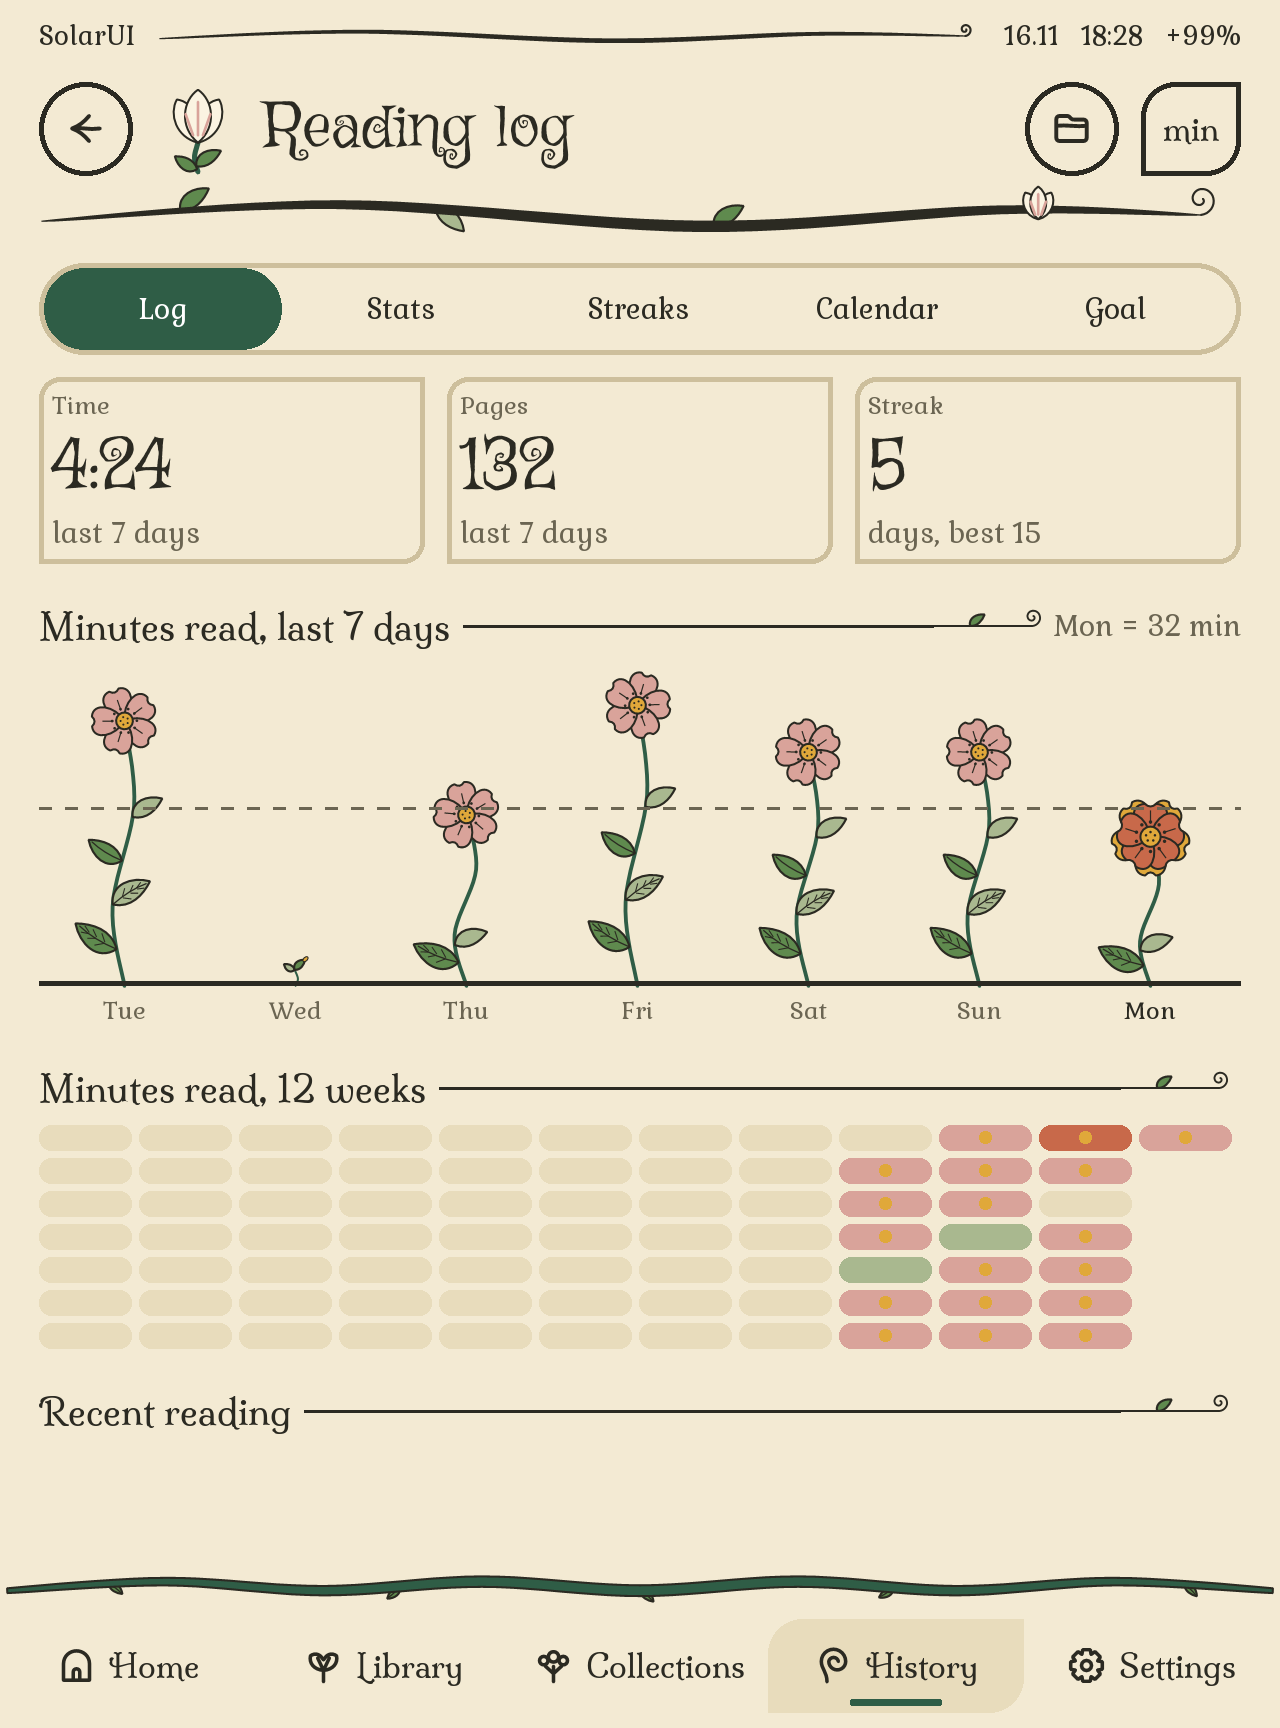 SolarUI 16.11 18:28 +99%
Reading log min
Log Stats Streaks Calendar Goal
Time Pages Streak
4:24 132 5
last 7 days last 7 days days, best 15
Minutes read, last 7 days Mon = 32 min
Tue Wed Thu Fri Sat Sun Mon
Minutes read, 12 weeks
Recent reading
Home Library Collections History Settings